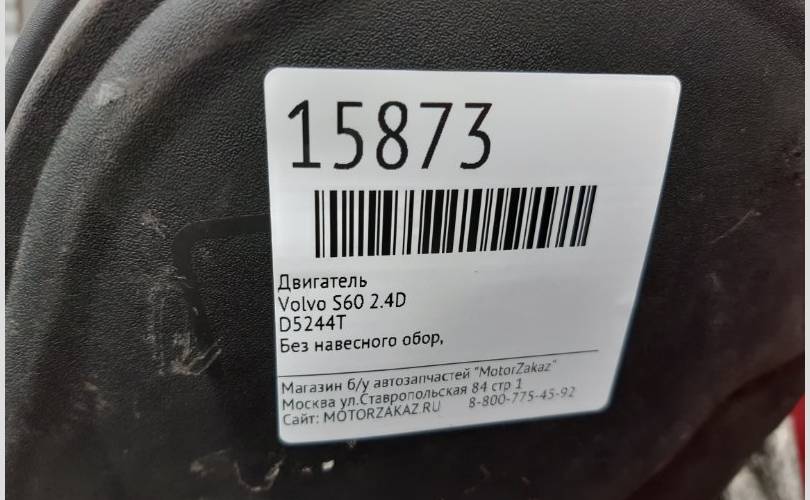 15873
Двигатель
Volvo S60 2.4D
D5244T
Без навесного обор,
Магазин б/у автозапчастей "MotorZakaz"
Москва ул.Ставропольская 84 стр 1
Сайт: MOTORZAKAZ.RU 8-800-775-45-92